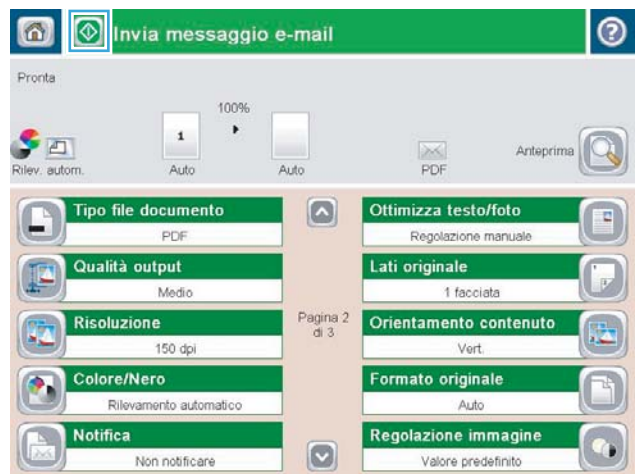 Invia messaggio e-mail
Pronta
100%
1
Rilev. autom.
Auto
Auto
PDF
Anteprima
Tipo file documento
PDF
Qualità output
Medio
Risoluzione
150 dpi
Colore/Nero
Rilevamento automatico
Notifica
Non notificare
Pagina 2
di 3
Ottimizza testo/foto
Regolazione manuale
Lati originale
1 facciata
Orientamento contenuto
Vert.
Formato originale
Auto
Regolazione immagine
Valore predefinito